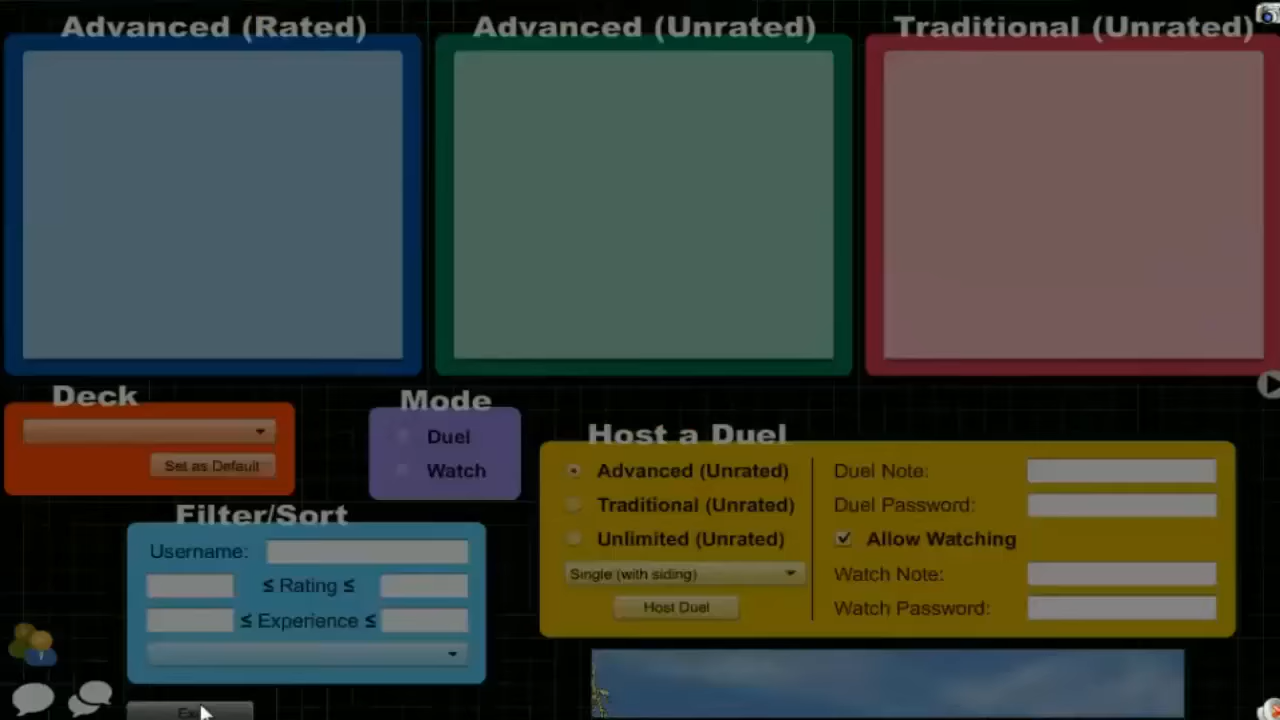 Advanced (Rated)
Advanced (Unrated)
Traditional (Unrated)
Deck
Set as Default
Mode
Duel
Watch
Filter/Sort
Username:
≤ Rating ≤
≤ Experience ≤
Host a Duel
Advanced (Unrated)
Traditional (Unrated)
Unlimited (Unrated)
Single (with siding)
Host Duel
Duel Note:
Duel Password:
Allow Watching
Watch Note:
Watch Password: